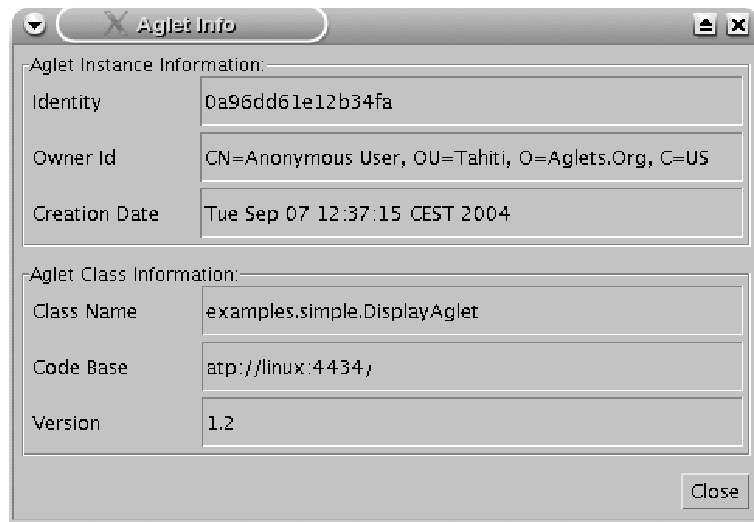 Aglet Info
Aglet Instance Information:
Identity 0a96dd61e12b34fa
Owner Id CN=Anonymous User, OU=Tahiti, O=Aglets.Org, C=US
Creation Date Tue Sep 07 12:37:15 CEST 2004
Aglet Class Information:
Class Name examples.simple.DisplayAglet
Code Base atp://linux:4434/
Version 1.2
Close